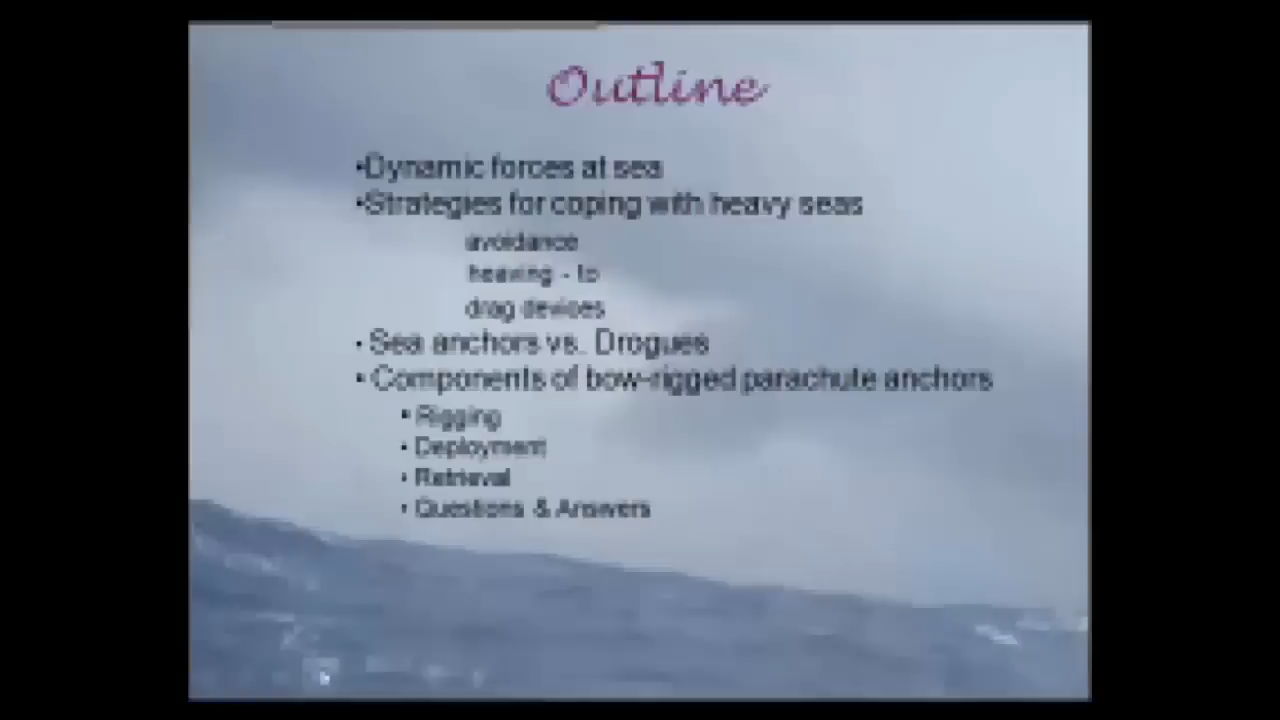 Outline
•Dynamic forces at sea
•Strategies for coping with heavy seas
avoidance
heaving - to
drag devices
• Sea anchors vs. Drogues
• Components of bow-rigged parachute anchors
• Rigging
• Deployment
• Retrieval
• Questions & Answers